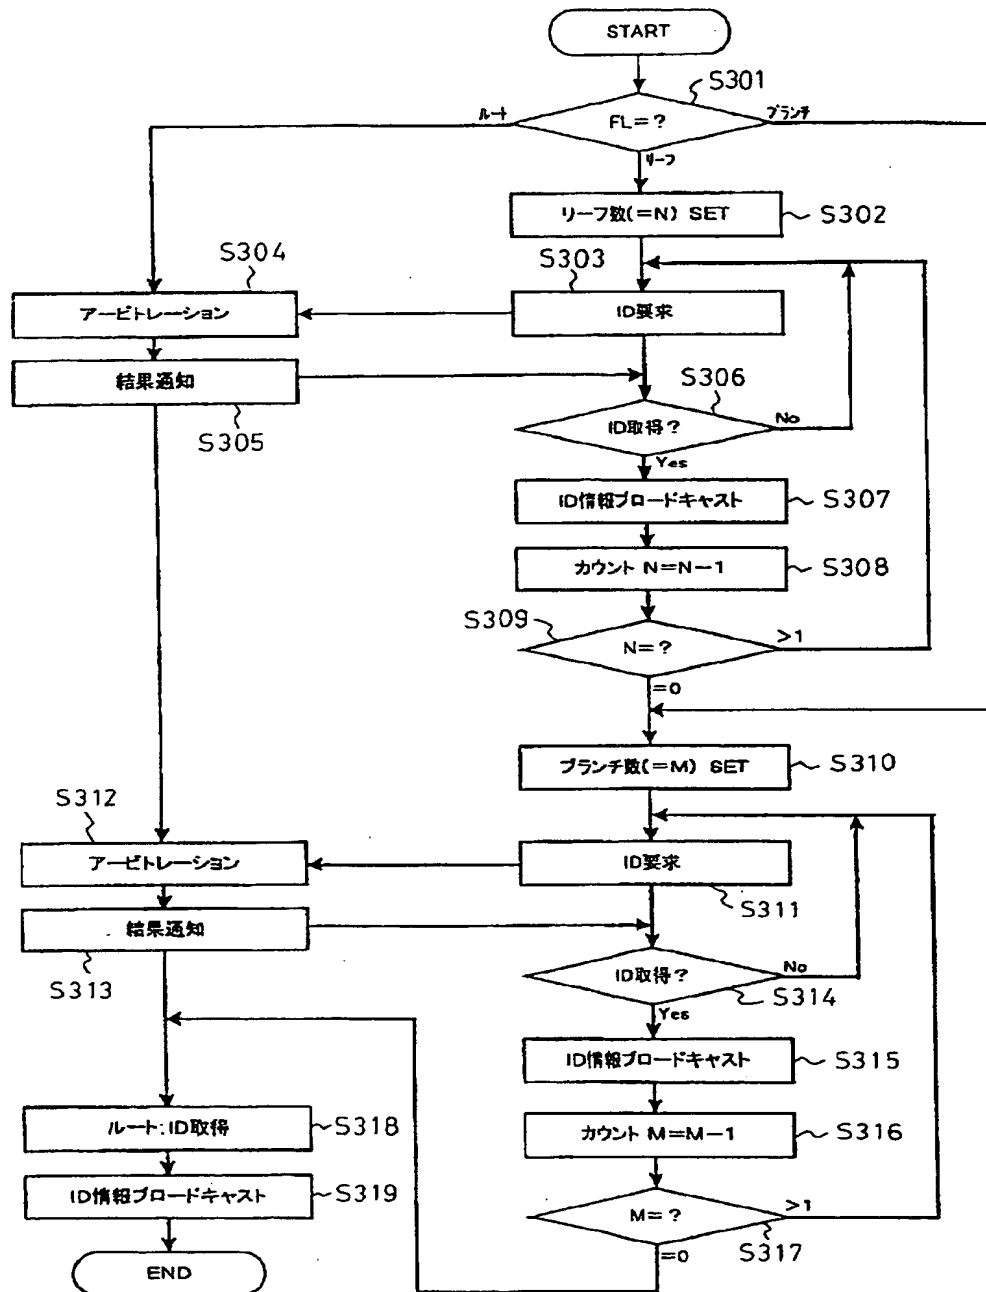 START
S301
ルート
FL=?
ブランチ
リーフ
リーフ数(=N) SET
S302
S304
S303
アービトレーション
ID要求
結果通知
S306
S305
ID取得?
No
Yes
ID情報ブロードキャスト
S307
カウント N=N-1
S308
S309
N=?
>1
=0
ブランチ数(=M) SET
S310
S312
アービトレーション
ID要求
S311
結果通知
S313
ID取得?
No
S314
Yes
ID情報ブロードキャスト
S315
ルート:ID取得
S318
カウント M=M-1
S316
ID情報ブロードキャスト
S319
M=?
>1
S317
=0
END